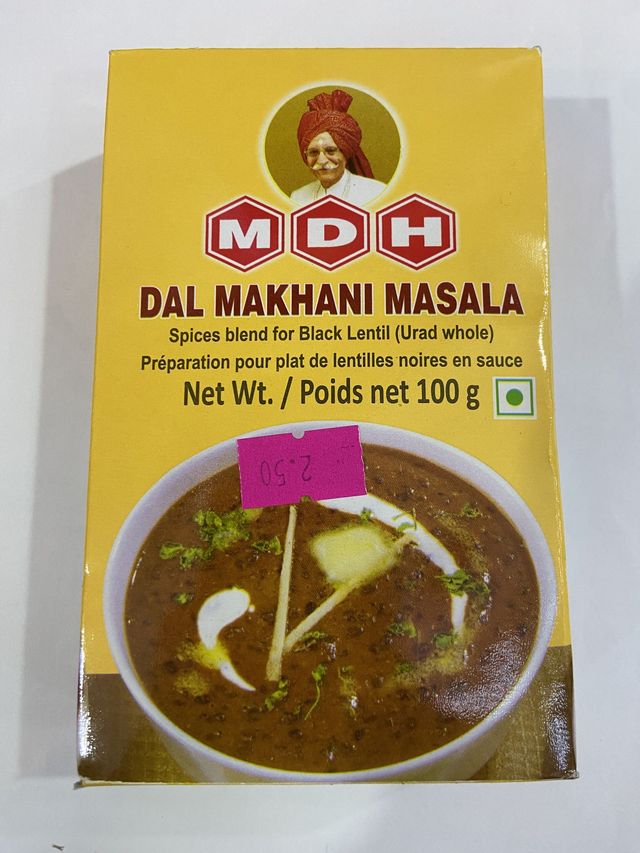 MDH
DAL MAKHANI MASALA
Spices blend for Black Lentil (Urad whole)
Préparation pour plat de lentilles noires en sauce
Net Wt. / Poids net 100 g
2.50